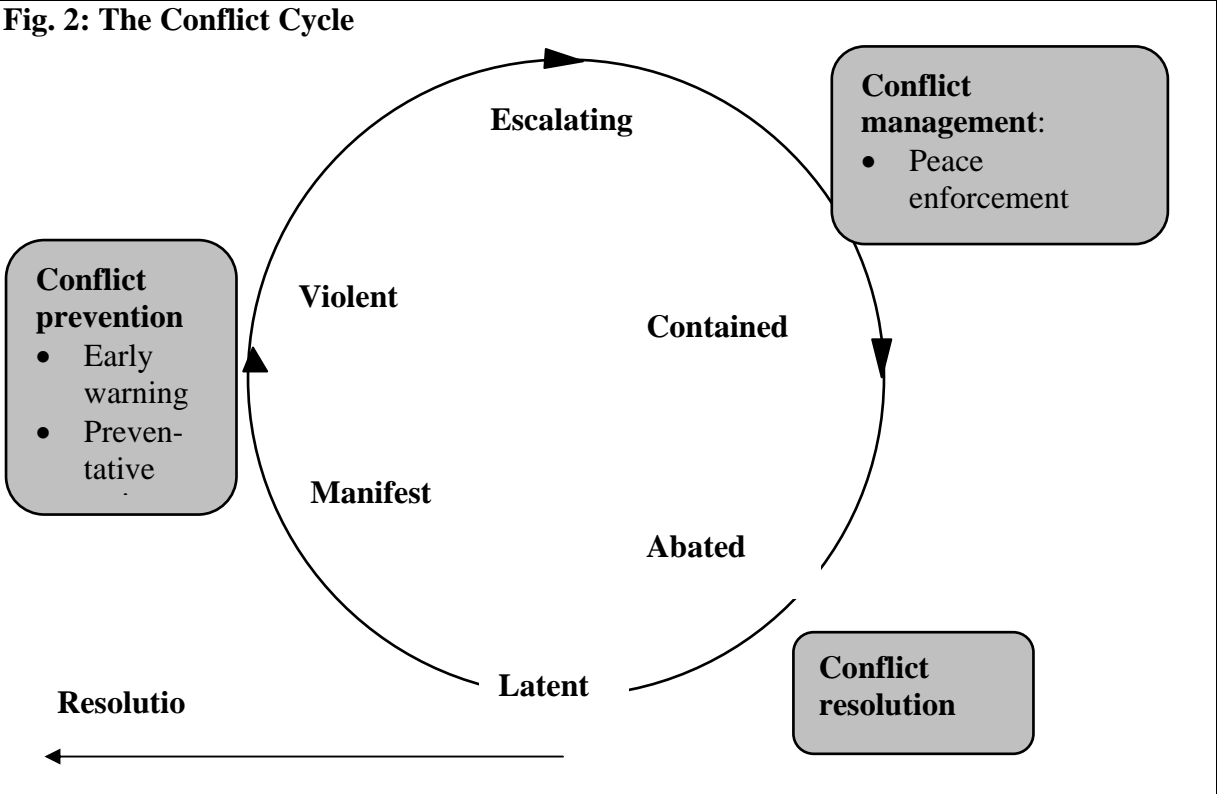 Fig. 2: The Conflict Cycle
Escalating
Conflict
management:
• Peace
enforcement
Conflict
prevention
• Early
warning
• Preven-
tative
Violent
Contained
Manifest
Abated
Latent
Conflict
resolution
Resolutio